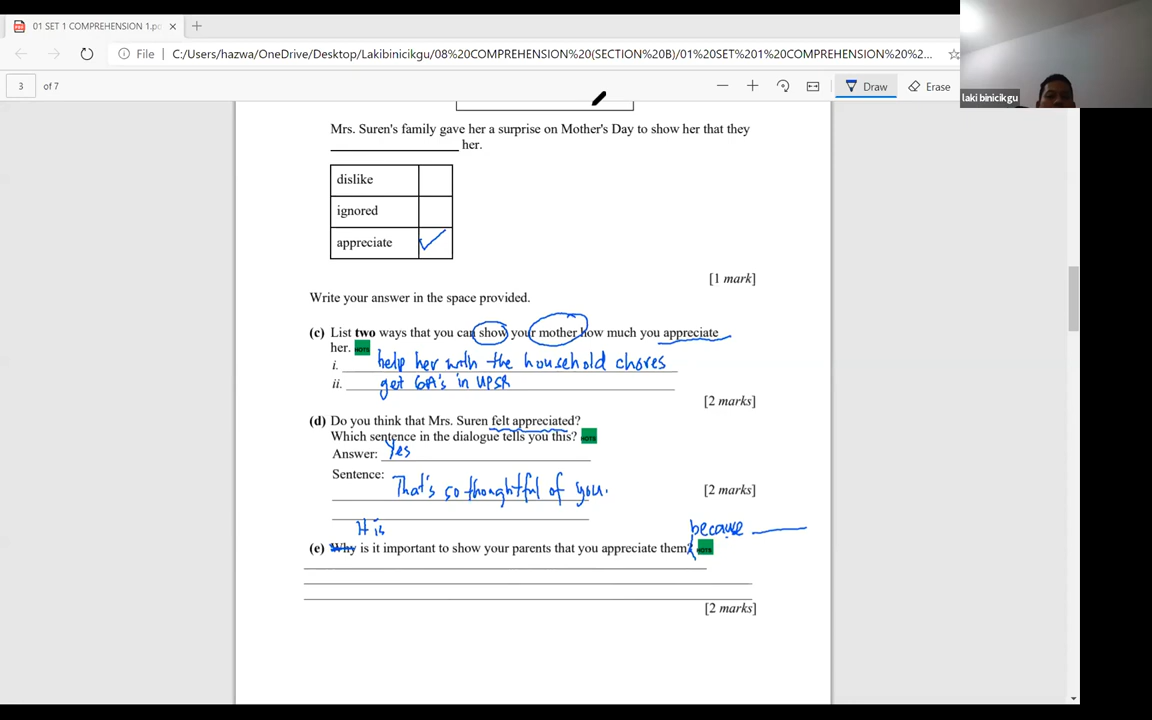 01 SET 1 COMPREHENSION 1.pd
File C:/Users/hazwa/OneDrive/Desktop/Lakibinicikgu/08%20COMPREHENSION%20(SECTION%20B)/01%20SET%201%20COMPREHENSION%20%2...
3 of 7 Draw Erase
laki binicikgu
Mrs. Suren's family gave her a surprise on Mother's Day to show her that they
____________ her.
dislike
ignored
appreciate
[1 mark]
Write your answer in the space provided.
(c) List two ways that you can show your mother how much you appreciate
her. HOTS
i. help her with the household chores
ii. get 6A's in UPSR
[2 marks]
(d) Do you think that Mrs. Suren felt appreciated?
Which sentence in the dialogue tells you this? HOTS
Answer: Yes
Sentence: That's so thoughtful of you.
[2 marks]
It is because ____
(e) Why is it important to show your parents that you appreciate them? HOTS
[2 marks]